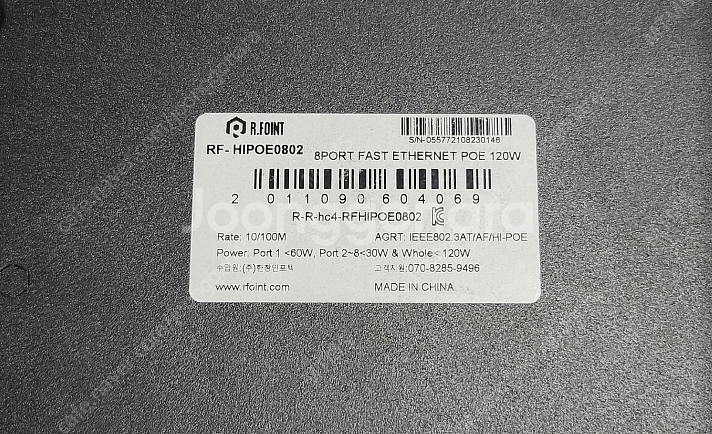 R.FOINT
S/N-055772108230146
RF- HIPOE0802
8PORT FAST ETHERNET POE 120W
2 011090 604069
R-R-hc4-RFHIPOE0802
Rate: 10/100M
AGRT: IEEE802.3AT/AF/HI-POE
Power: Port 1 <60W, Port 2~8<30W & Whole< 120W
수입원:(주)한창인포텍
고객지원:070-8285-9496
www.rfoint.com
MADE IN CHINA
Joonggonara